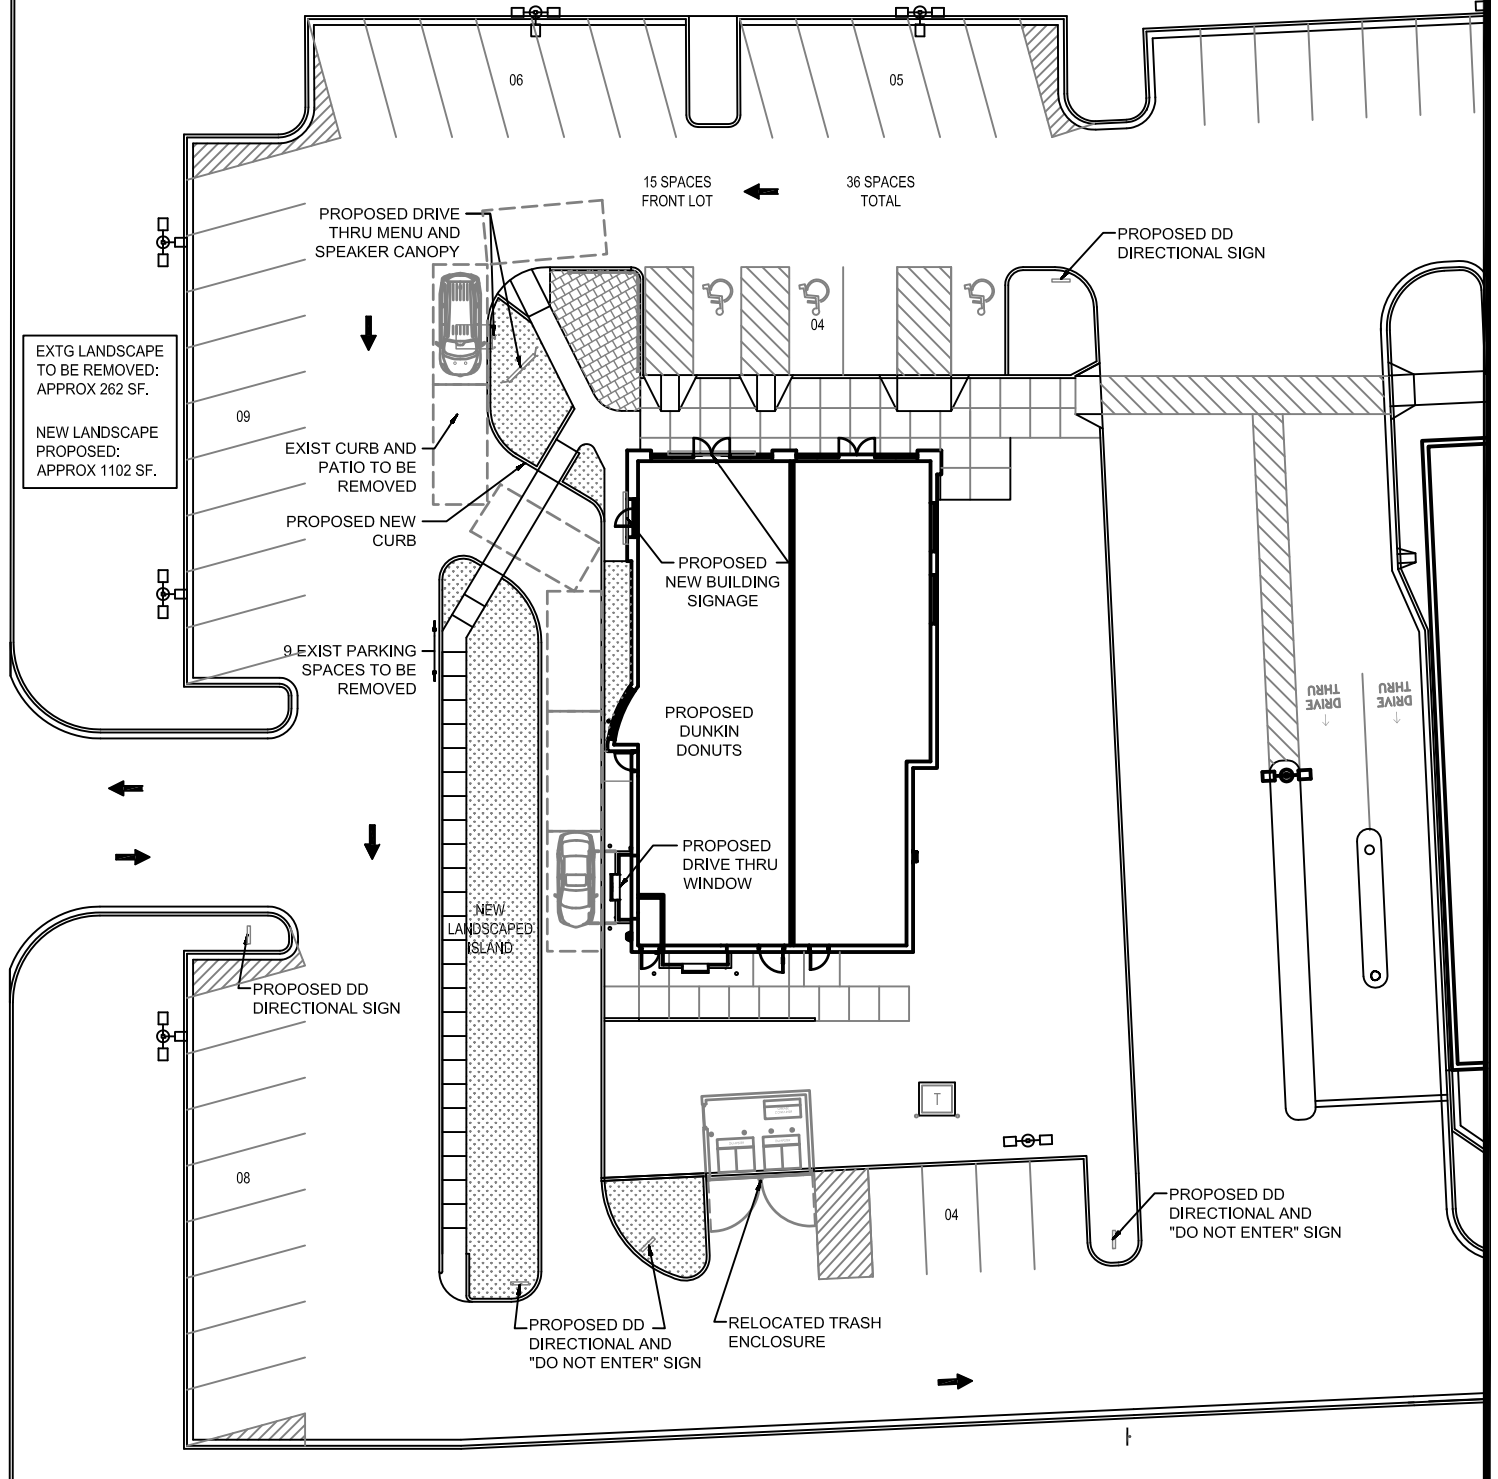 06
05
15 SPACES
FRONT LOT
36 SPACES
TOTAL
PROPOSED DRIVE
THRU MENU AND
SPEAKER CANOPY
PROPOSED DD
DIRECTIONAL SIGN
04
EXTG LANDSCAPE
TO BE REMOVED:
APPROX 262 SF.
NEW LANDSCAPE
PROPOSED:
APPROX 1102 SF.
09
EXIST CURB AND
PATIO TO BE
REMOVED
PROPOSED NEW
CURB
PROPOSED
NEW BUILDING
SIGNAGE
9 EXIST PARKING
SPACES TO BE
REMOVED
DRIVE
THRU
DRIVE
THRU
PROPOSED
DUNKIN
DONUTS
PROPOSED
DRIVE THRU
WINDOW
NEW
LANDSCAPED
ISLAND
PROPOSED DD
DIRECTIONAL SIGN
T
08
04
PROPOSED DD
DIRECTIONAL AND
"DO NOT ENTER" SIGN
PROPOSED DD
DIRECTIONAL AND
"DO NOT ENTER" SIGN
RELOCATED TRASH
ENCLOSURE